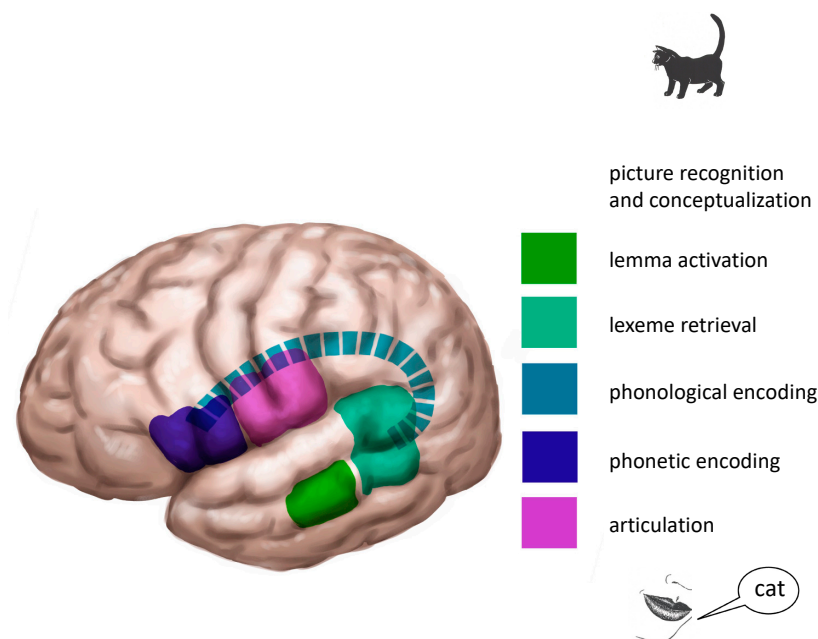 picture recognition
and conceptualization
lemma activation
lexeme retrieval
phonological encoding
phonetic encoding
articulation
cat